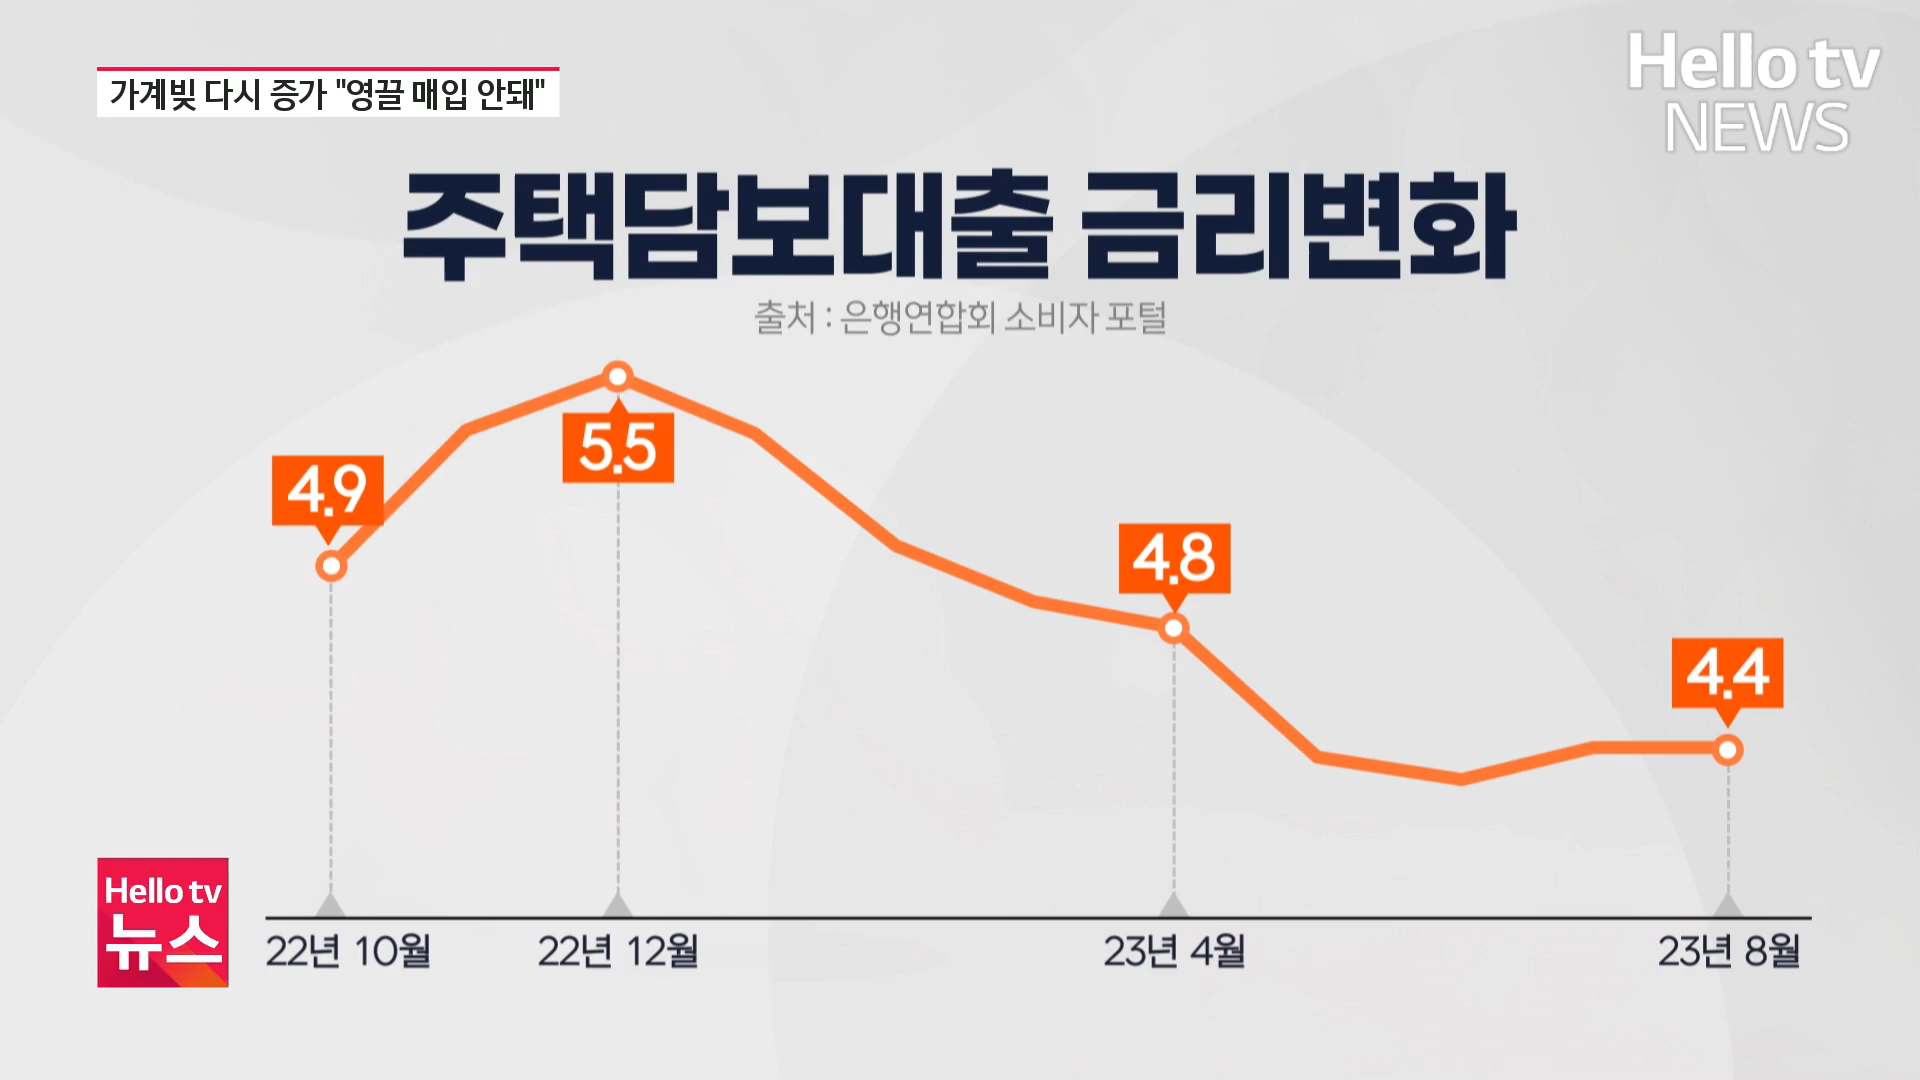 가계빚 다시 증가 "영끌 매입 안돼"
Hello tv
NEWS
주택담보대출 금리변화
출처 : 은행연합회 소비자 포털
4.9
5.5
4.8
4.4
22년 10월
22년 12월
23년 4월
23년 8월
Hello tv
뉴스